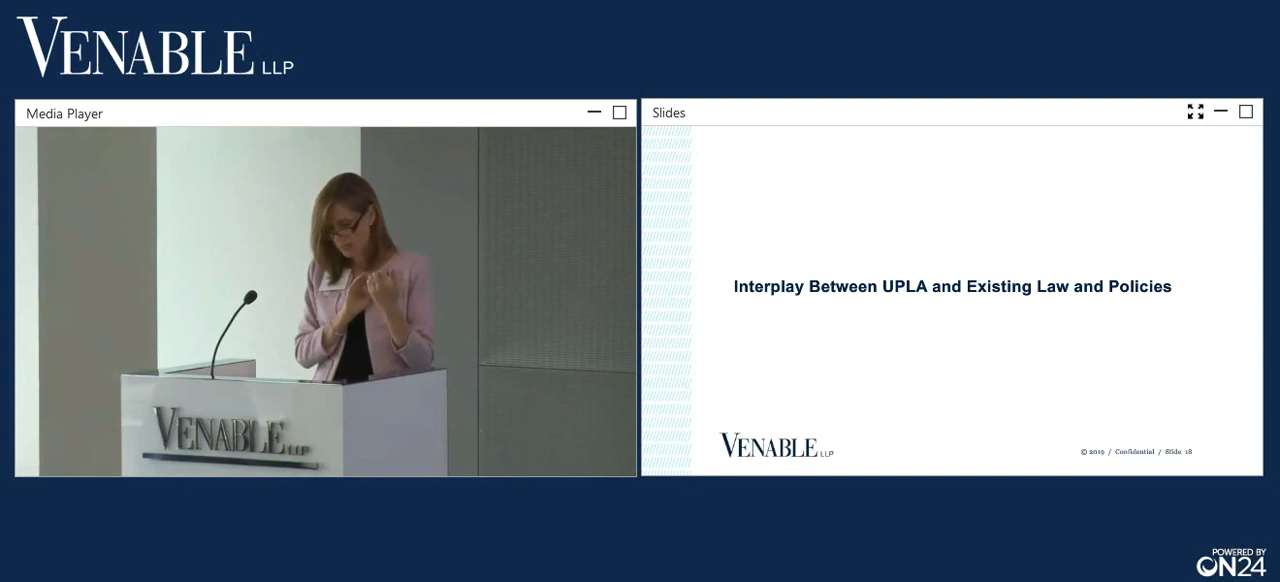 VENABLE LLP
Media Player
Slides
VENABLE LLP
Interplay Between UPLA and Existing Law and Policies
VENABLE LLP
© 2019 / Confidential / Slide 18
POWERED BY
ON24